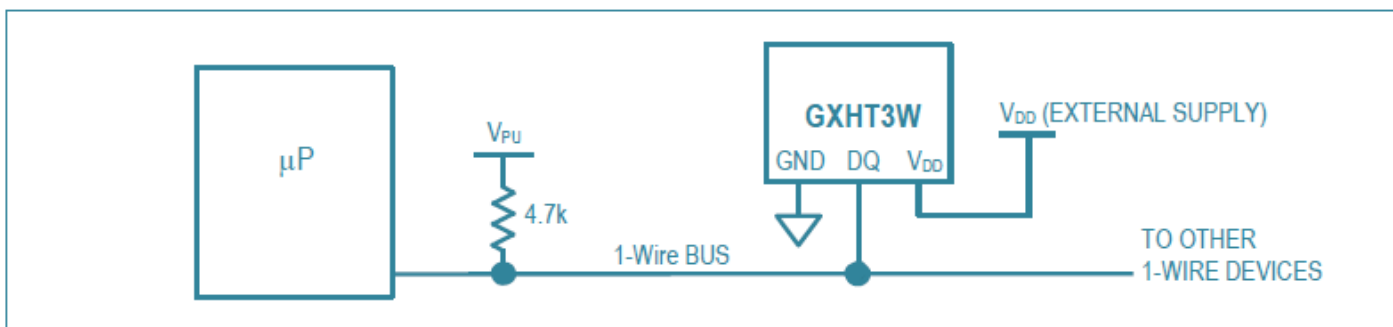 μP
V_PU
4.7k
1-Wire BUS
GXHT3W
GND DQ V_DD
V_DD (EXTERNAL SUPPLY)
TO OTHER
1-WIRE DEVICES